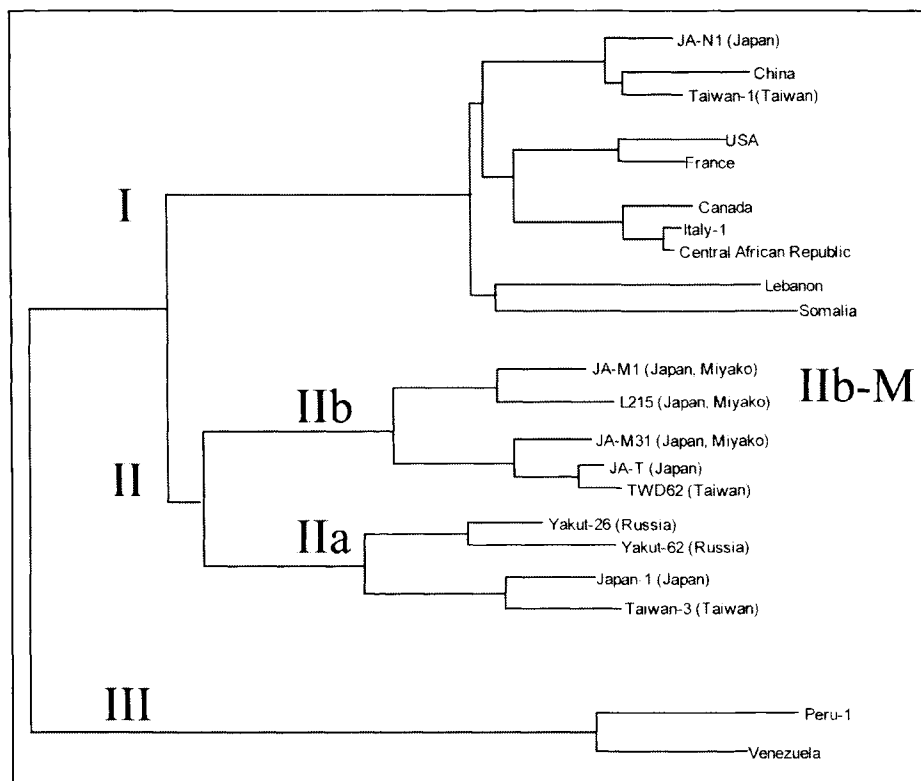 JA-N1 (Japan)
China
Taiwan-1(Taiwan)
USA
France
I
Canada
Italy-1
Central African Republic
Lebanon
Somalia
JA-M1 (Japan, Miyako)
IIb-M
IIb
L215 (Japan, Miyako)
JA-M31 (Japan, Miyako)
JA-T (Japan)
II
TWD62 (Taiwan)
Yakut-26 (Russia)
IIa
Yakut-62 (Russia)
Japan-1 (Japan)
Taiwan-3 (Taiwan)
III
Peru-1
Venezuela